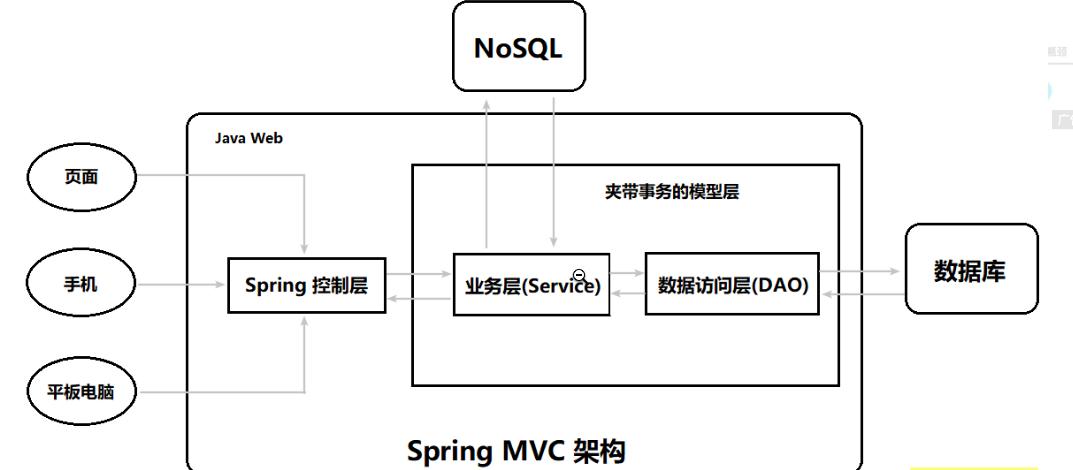 NoSQL
Java Web
页面
夹带事务的模型层
手机
Spring 控制层
业务层(Service)
数据访问层(DAO)
数据库
平板电脑
Spring MVC 架构